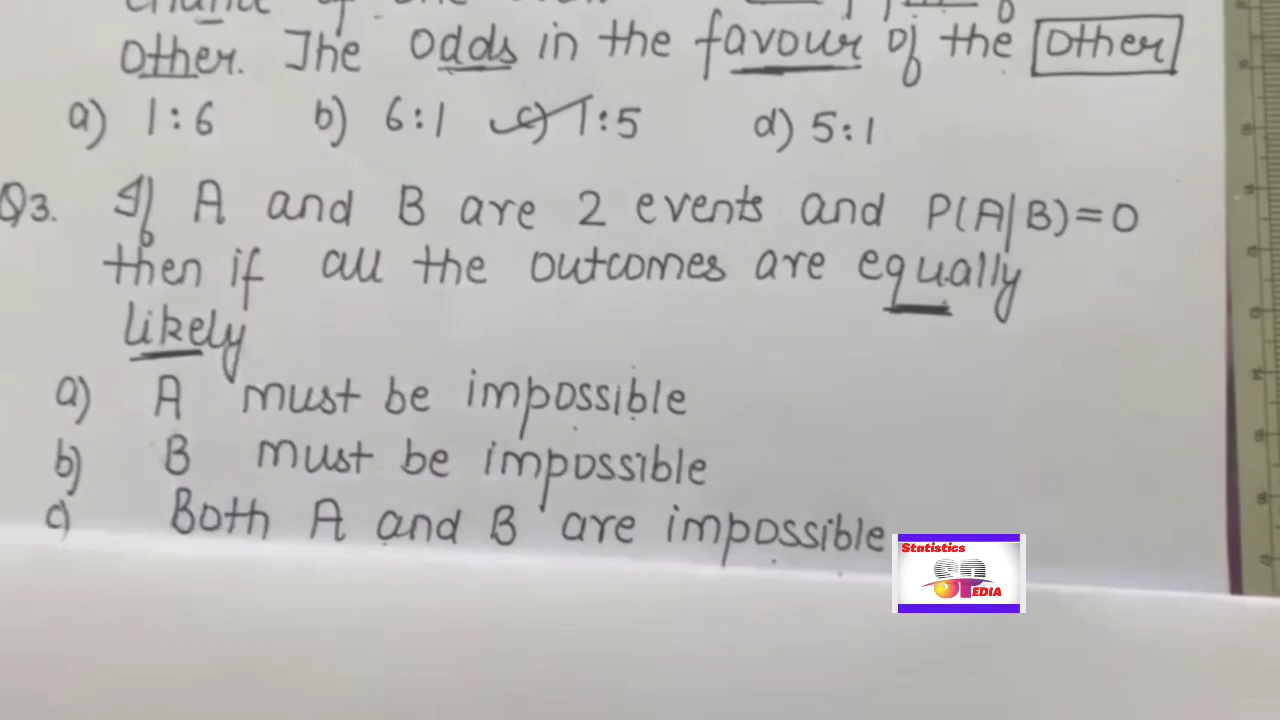 other. The odds in the favour of the other
a) 1:6 b) 6:1 c) 1:5 d) 5:1
Q3. If A and B are 2 events and P(A|B)=0
then if all the outcomes are equally
likely
a) A must be impossible
b) B must be impossible
c) Both A and B are impossible
Statistics
PEDIA